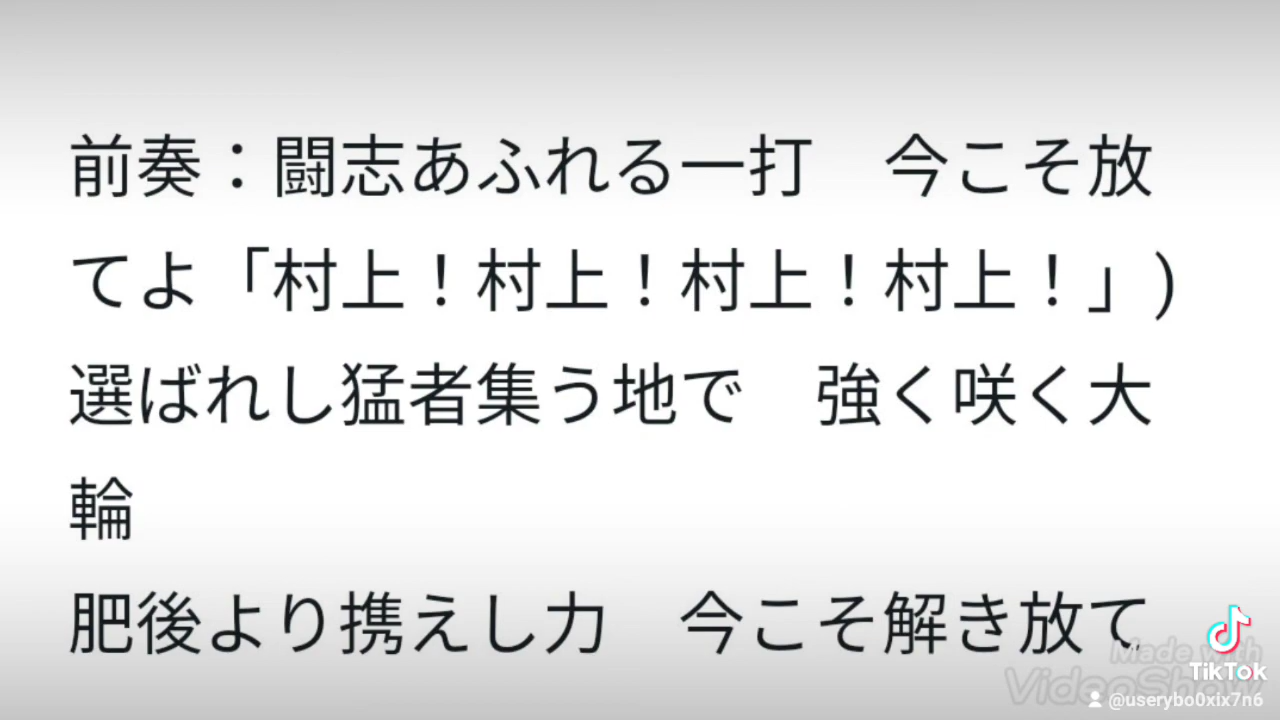 前奏：闘志あふれる一打　今こそ放
てよ「村上！村上！村上！村上！」)
選ばれし猛者集う地で　強く咲く大
輪
肥後より携えし力　今こそ解き放て
Made with
VideoShow
TikTok
@userybo0xix7n6